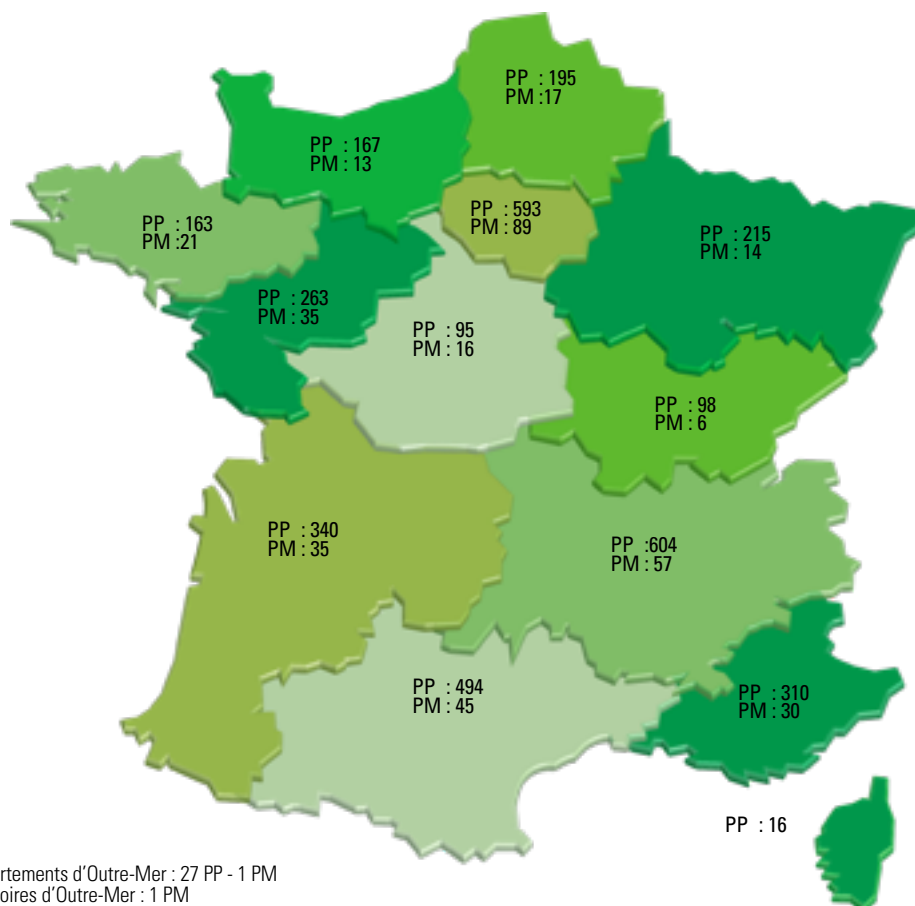 PP : 195
PM :17
PP : 167
PM : 13
PP : 593
PM : 89
PP : 163
PM :21
PP : 215
PM : 14
PP : 263
PM : 35
PP : 95
PM : 16
PP : 98
PM : 6
PP : 340
PM : 35
PP :604
PM : 57
PP : 494
PM : 45
PP : 310
PM : 30
PP : 16
rtements d'Outre-Mer : 27 PP - 1 PM
oires d'Outre-Mer : 1 PM